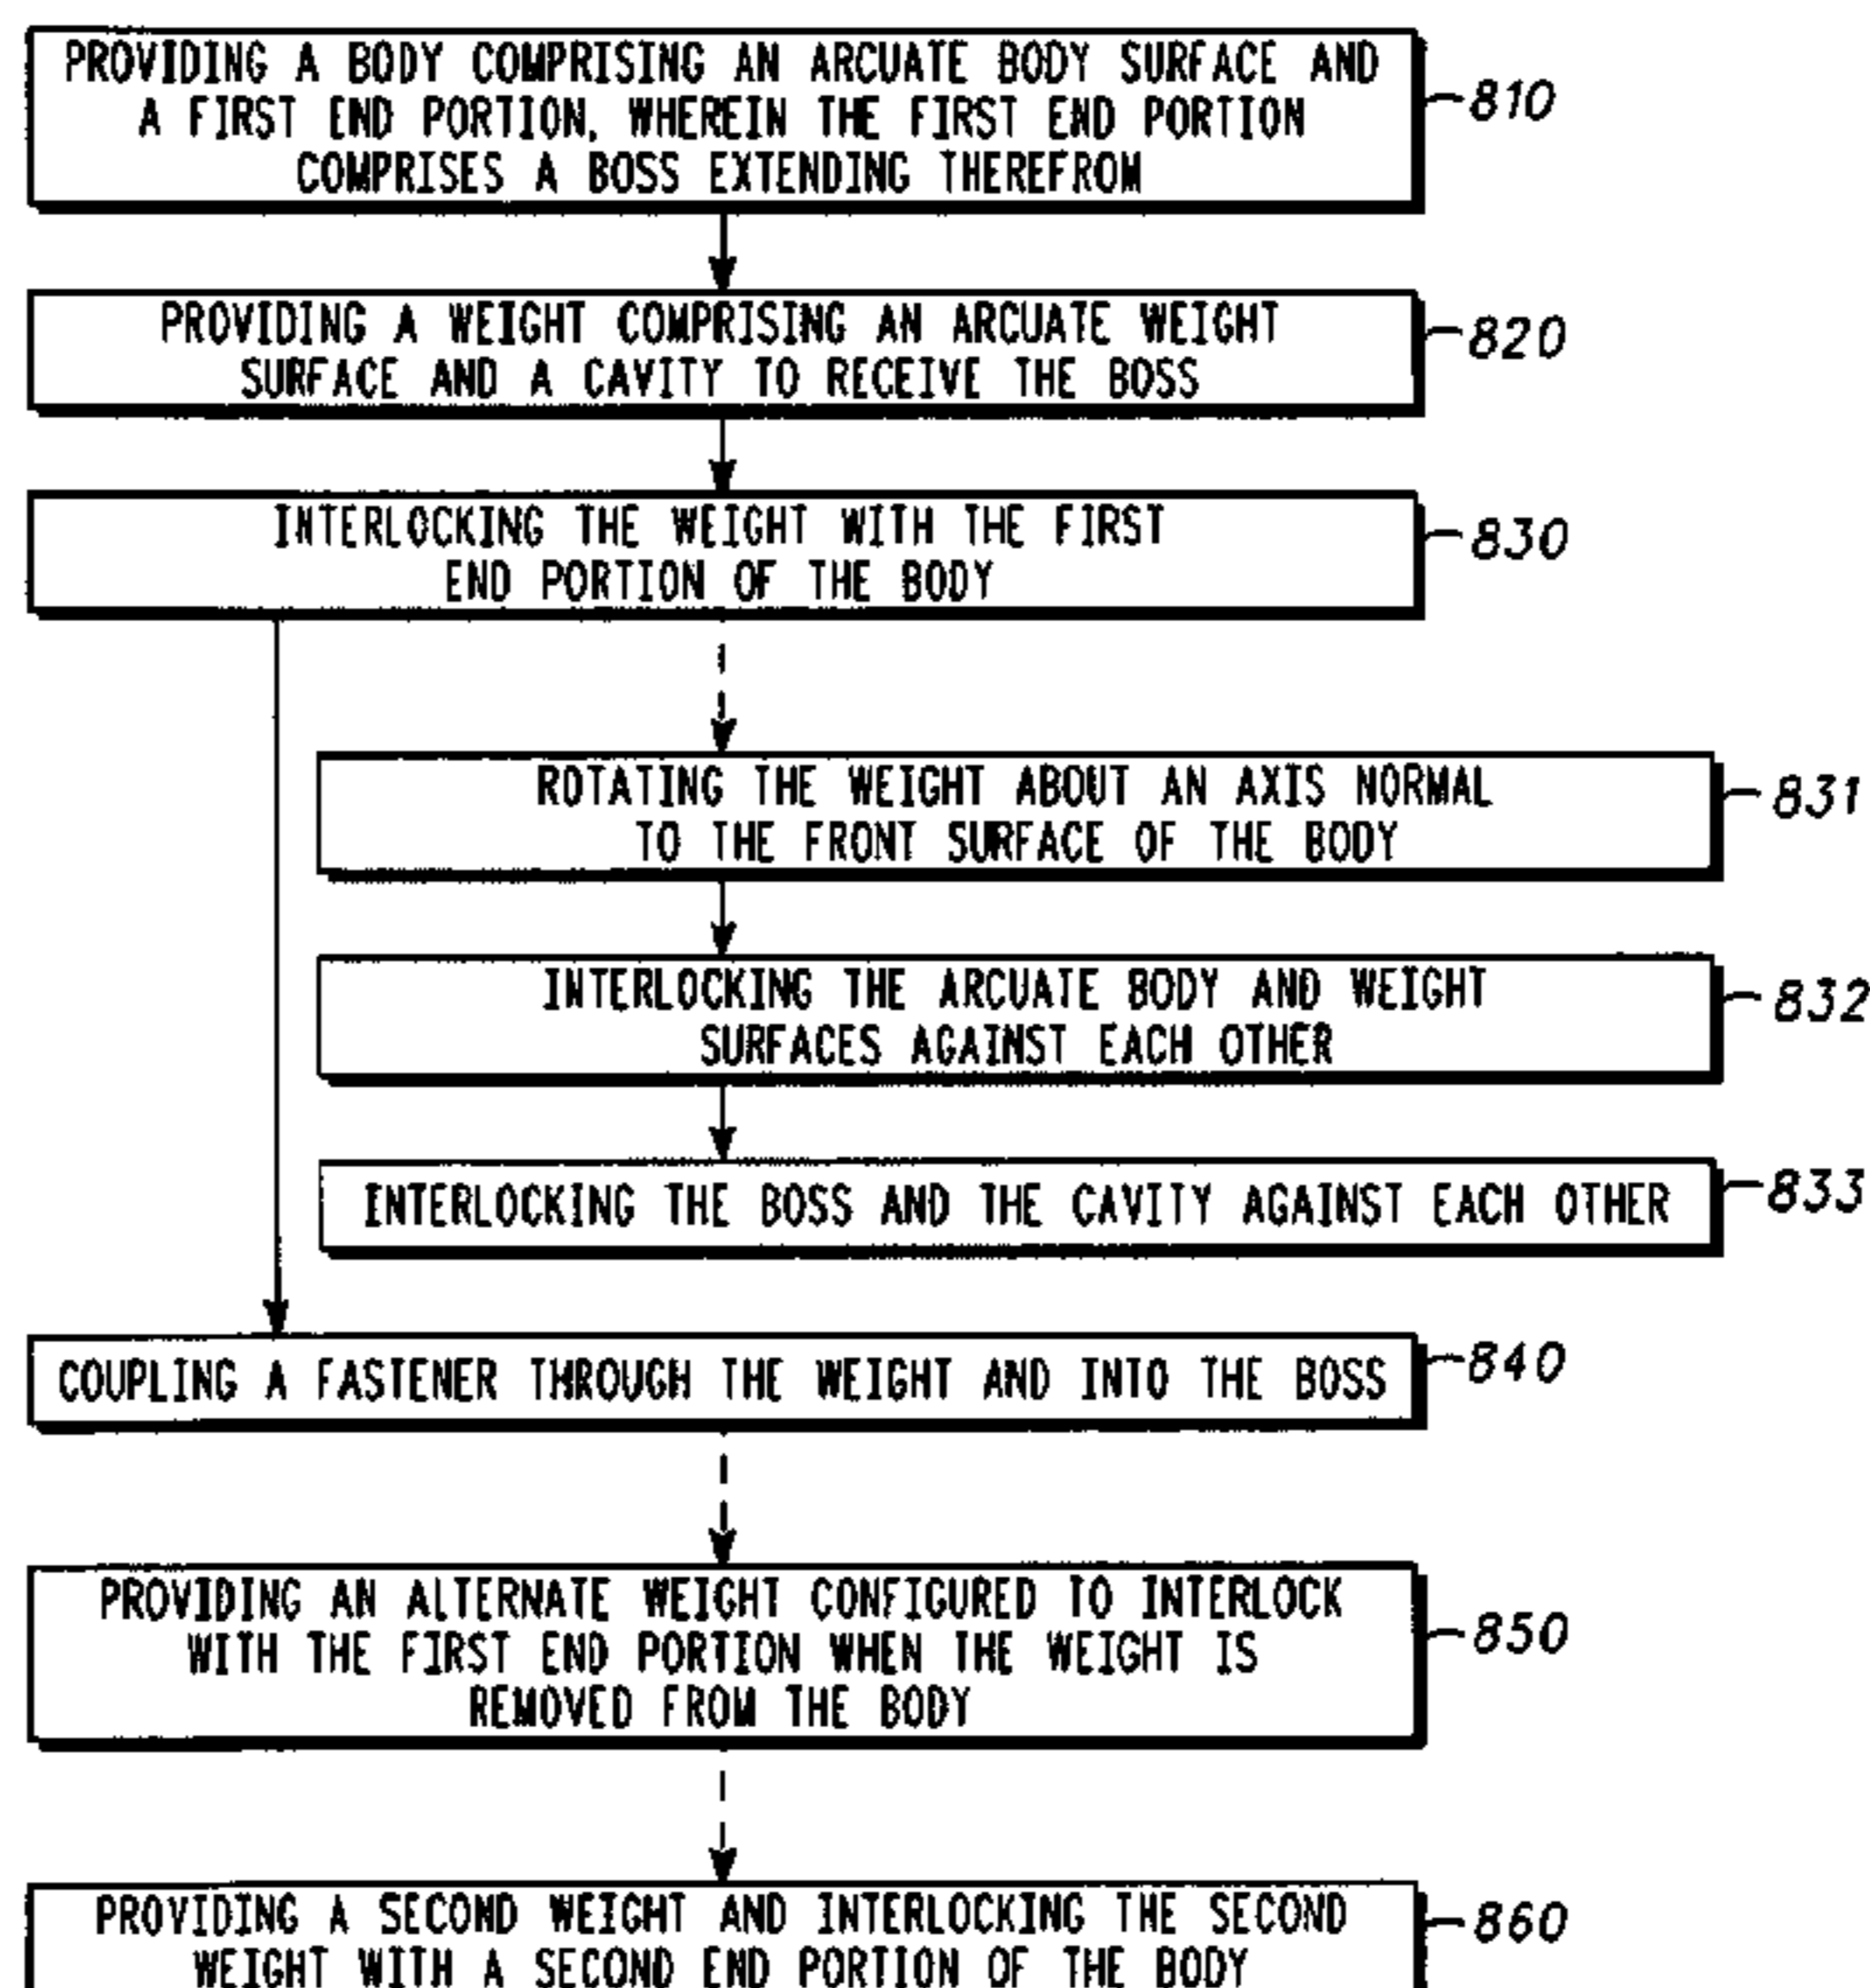 PROVIDING A BODY COMPRISING AN ARCUATE BODY SURFACE AND
A FIRST END PORTION, WHEREIN THE FIRST END PORTION
COMPRISES A BOSS EXTENDING THEREFROM
810
PROVIDING A WEIGHT COMPRISING AN ARCUATE WEIGHT
SURFACE AND A CAVITY TO RECEIVE THE BOSS
820
INTERLOCKING THE WEIGHT WITH THE FIRST
END PORTION OF THE BODY
830
ROTATING THE WEIGHT ABOUT AN AXIS NORMAL
TO THE FRONT SURFACE OF THE BODY
831
INTERLOCKING THE ARCUATE BODY AND WEIGHT
SURFACES AGAINST EACH OTHER
832
INTERLOCKING THE BOSS AND THE CAVITY AGAINST EACH OTHER
833
COUPLING A FASTENER THROUGH THE WEIGHT AND INTO THE BOSS
840
PROVIDING AN ALTERNATE WEIGHT CONFIGURED TO INTERLOCK
WITH THE FIRST END PORTION WHEN THE WEIGHT IS
REMOVED FROM THE BODY
850
PROVIDING A SECOND WEIGHT AND INTERLOCKING THE SECOND
WEIGHT WITH A SECOND END PORTION OF THE BODY
860